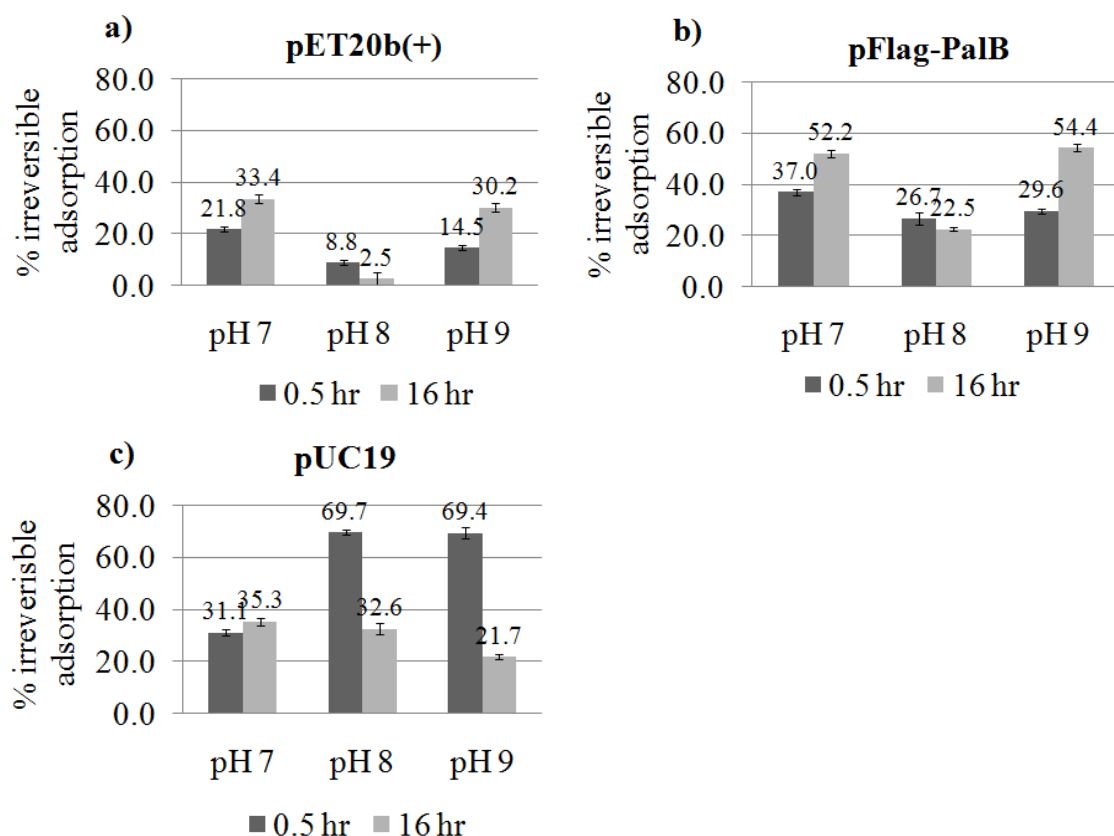 a)
pET20b(+)
% irreversible
adsorption
80.0
60.0
40.0
20.0
0.0
21.8
33.4
8.8
2.5
14.5
30.2
pH 7
pH 8
pH 9
0.5 hr
16 hr
b)
pFlag-PalB
% irreversible
adsorption
80.0
60.0
40.0
20.0
0.0
37.0
52.2
26.7
22.5
29.6
54.4
pH 7
pH 8
pH 9
0.5 hr
16 hr
c)
pUC19
% irreverisble
adsorption
80.0
60.0
40.0
20.0
0.0
31.1
35.3
69.7
32.6
69.4
21.7
pH 7
pH 8
pH 9
0.5 hr
16 hr